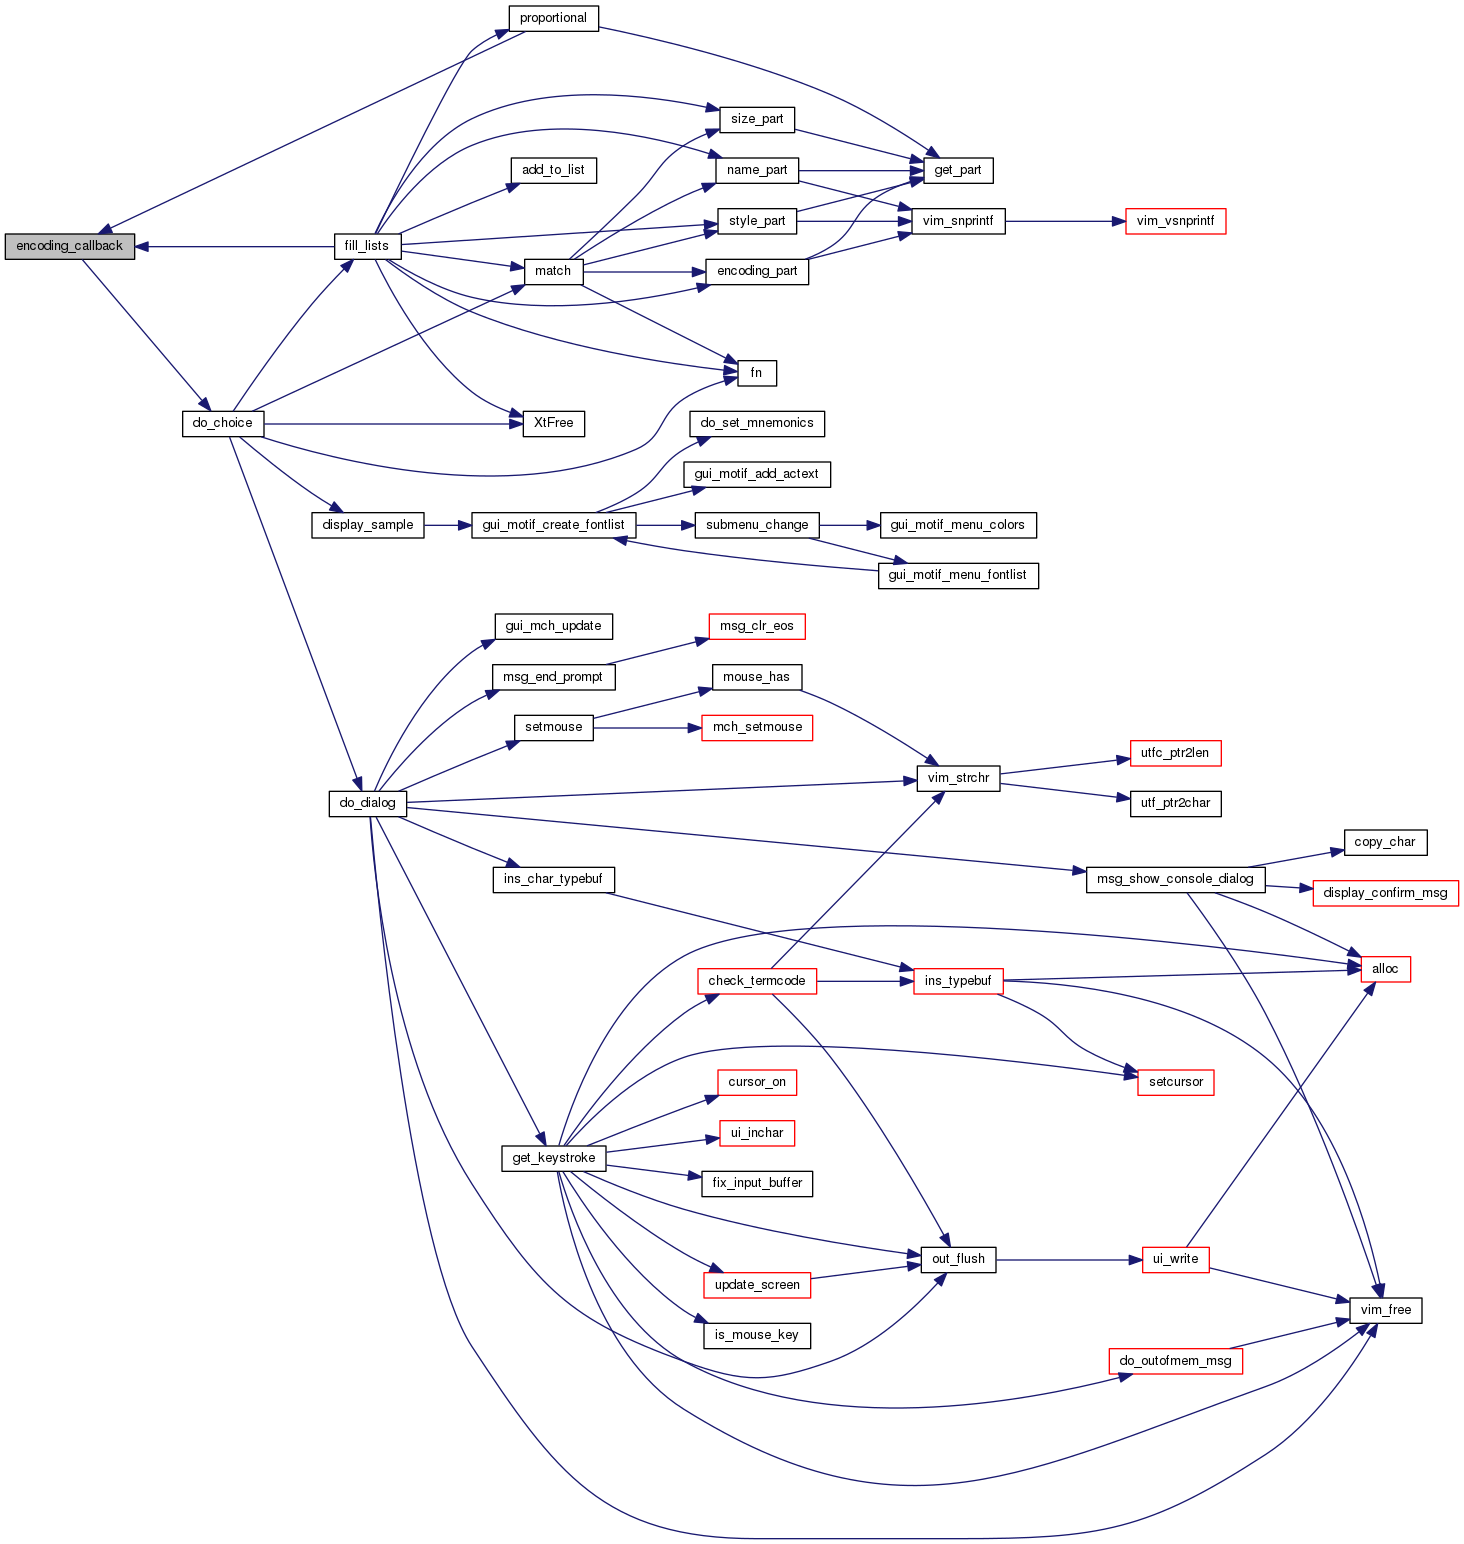 proportional
size_part
add_to_list
name_part
get_part
style_part
vim_snprintf
vim_vsnprintf
encoding_callback
fill_lists
match
encoding_part
fn
do_choice
XtFree
do_set_mnemonics
gui_motif_add_actext
display_sample
gui_motif_create_fontlist
submenu_change
gui_motif_menu_colors
gui_motif_menu_fontlist
gui_mch_update
msg_clr_eos
msg_end_prompt
mouse_has
setmouse
mch_setmouse
utfc_ptr2len
vim_strchr
do_dialog
utf_ptr2char
copy_char
ins_char_typebuf
msg_show_console_dialog
display_confirm_msg
check_termcode
ins_typebuf
alloc
cursor_on
setcursor
ui_inchar
get_keystroke
fix_input_buffer
out_flush
ui_write
update_screen
vim_free
is_mouse_key
do_outofmem_msg